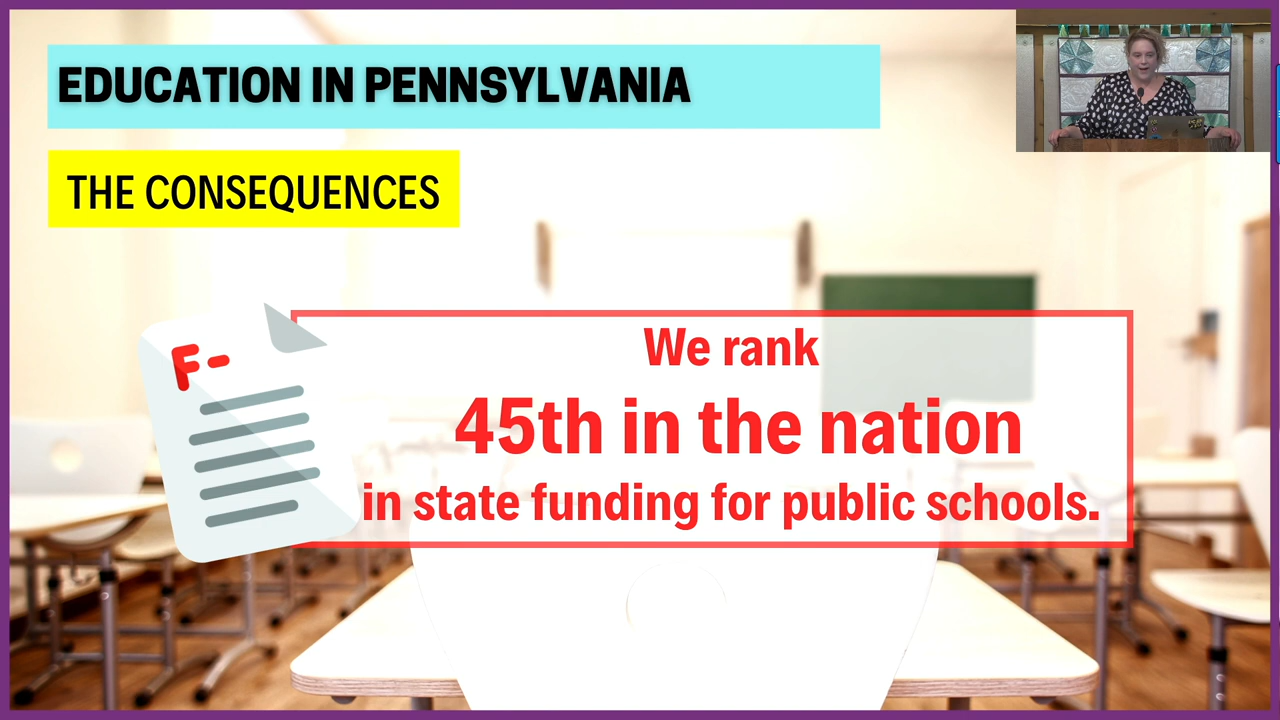 EDUCATION IN PENNSYLVANIA
THE CONSEQUENCES
F-
We rank
45th in the nation
in state funding for public schools.